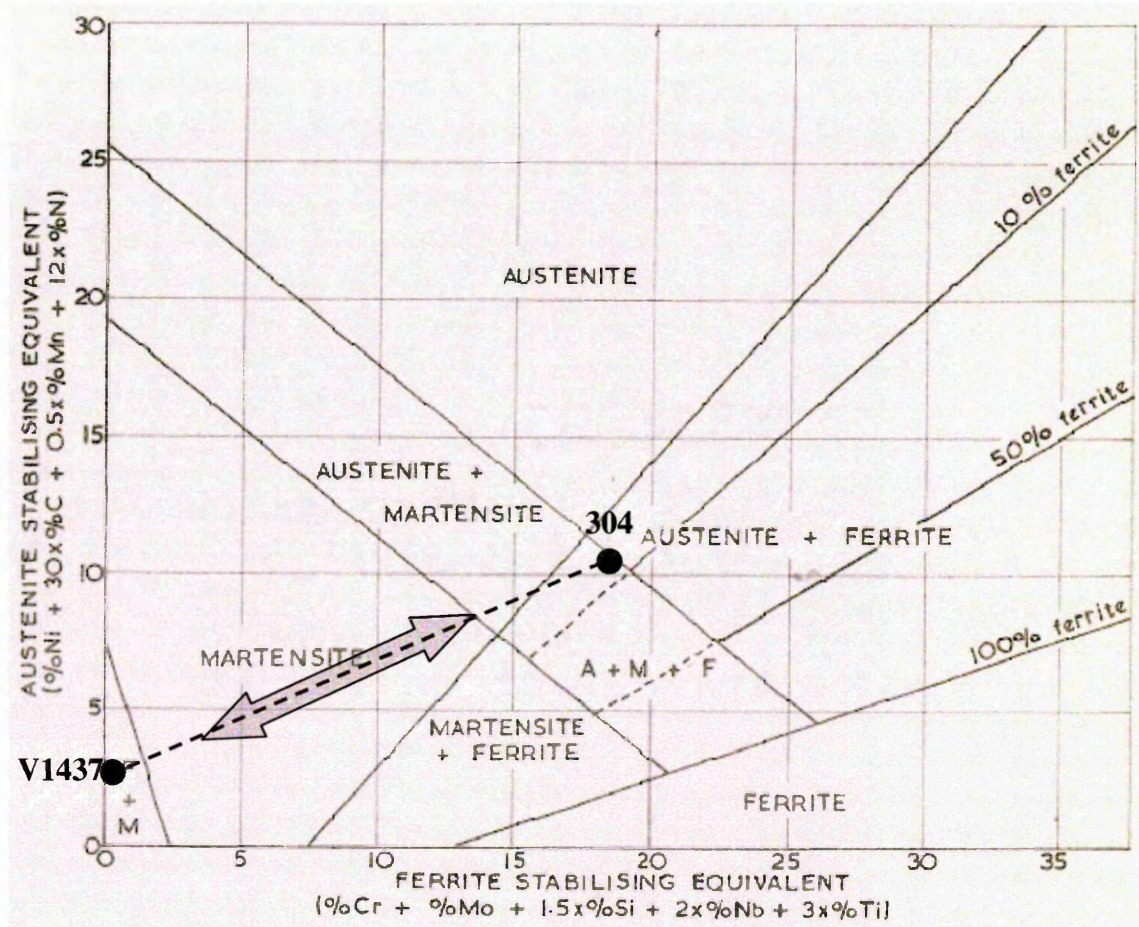 30
25
20
15
10
5
0
AUSTENITE STABILISING EQUIVALENT
(%Ni + 30x%C + 0.5x%Mn + 12x%N)
AUSTENITE
10 % ferrite
50% ferrite
100% ferrite
AUSTENITE +
MARTENSITE
304
AUSTENITE + FERRITE
MARTENSITE
A + M + F
MARTENSITE
+ FERRITE
FERRITE
V1437
F
+
M
0 5 10 15 20 25 30 35
FERRITE STABILISING EQUIVALENT
(%Cr + %Mo + 1.5x%Si + 2x%Nb + 3x%Ti)